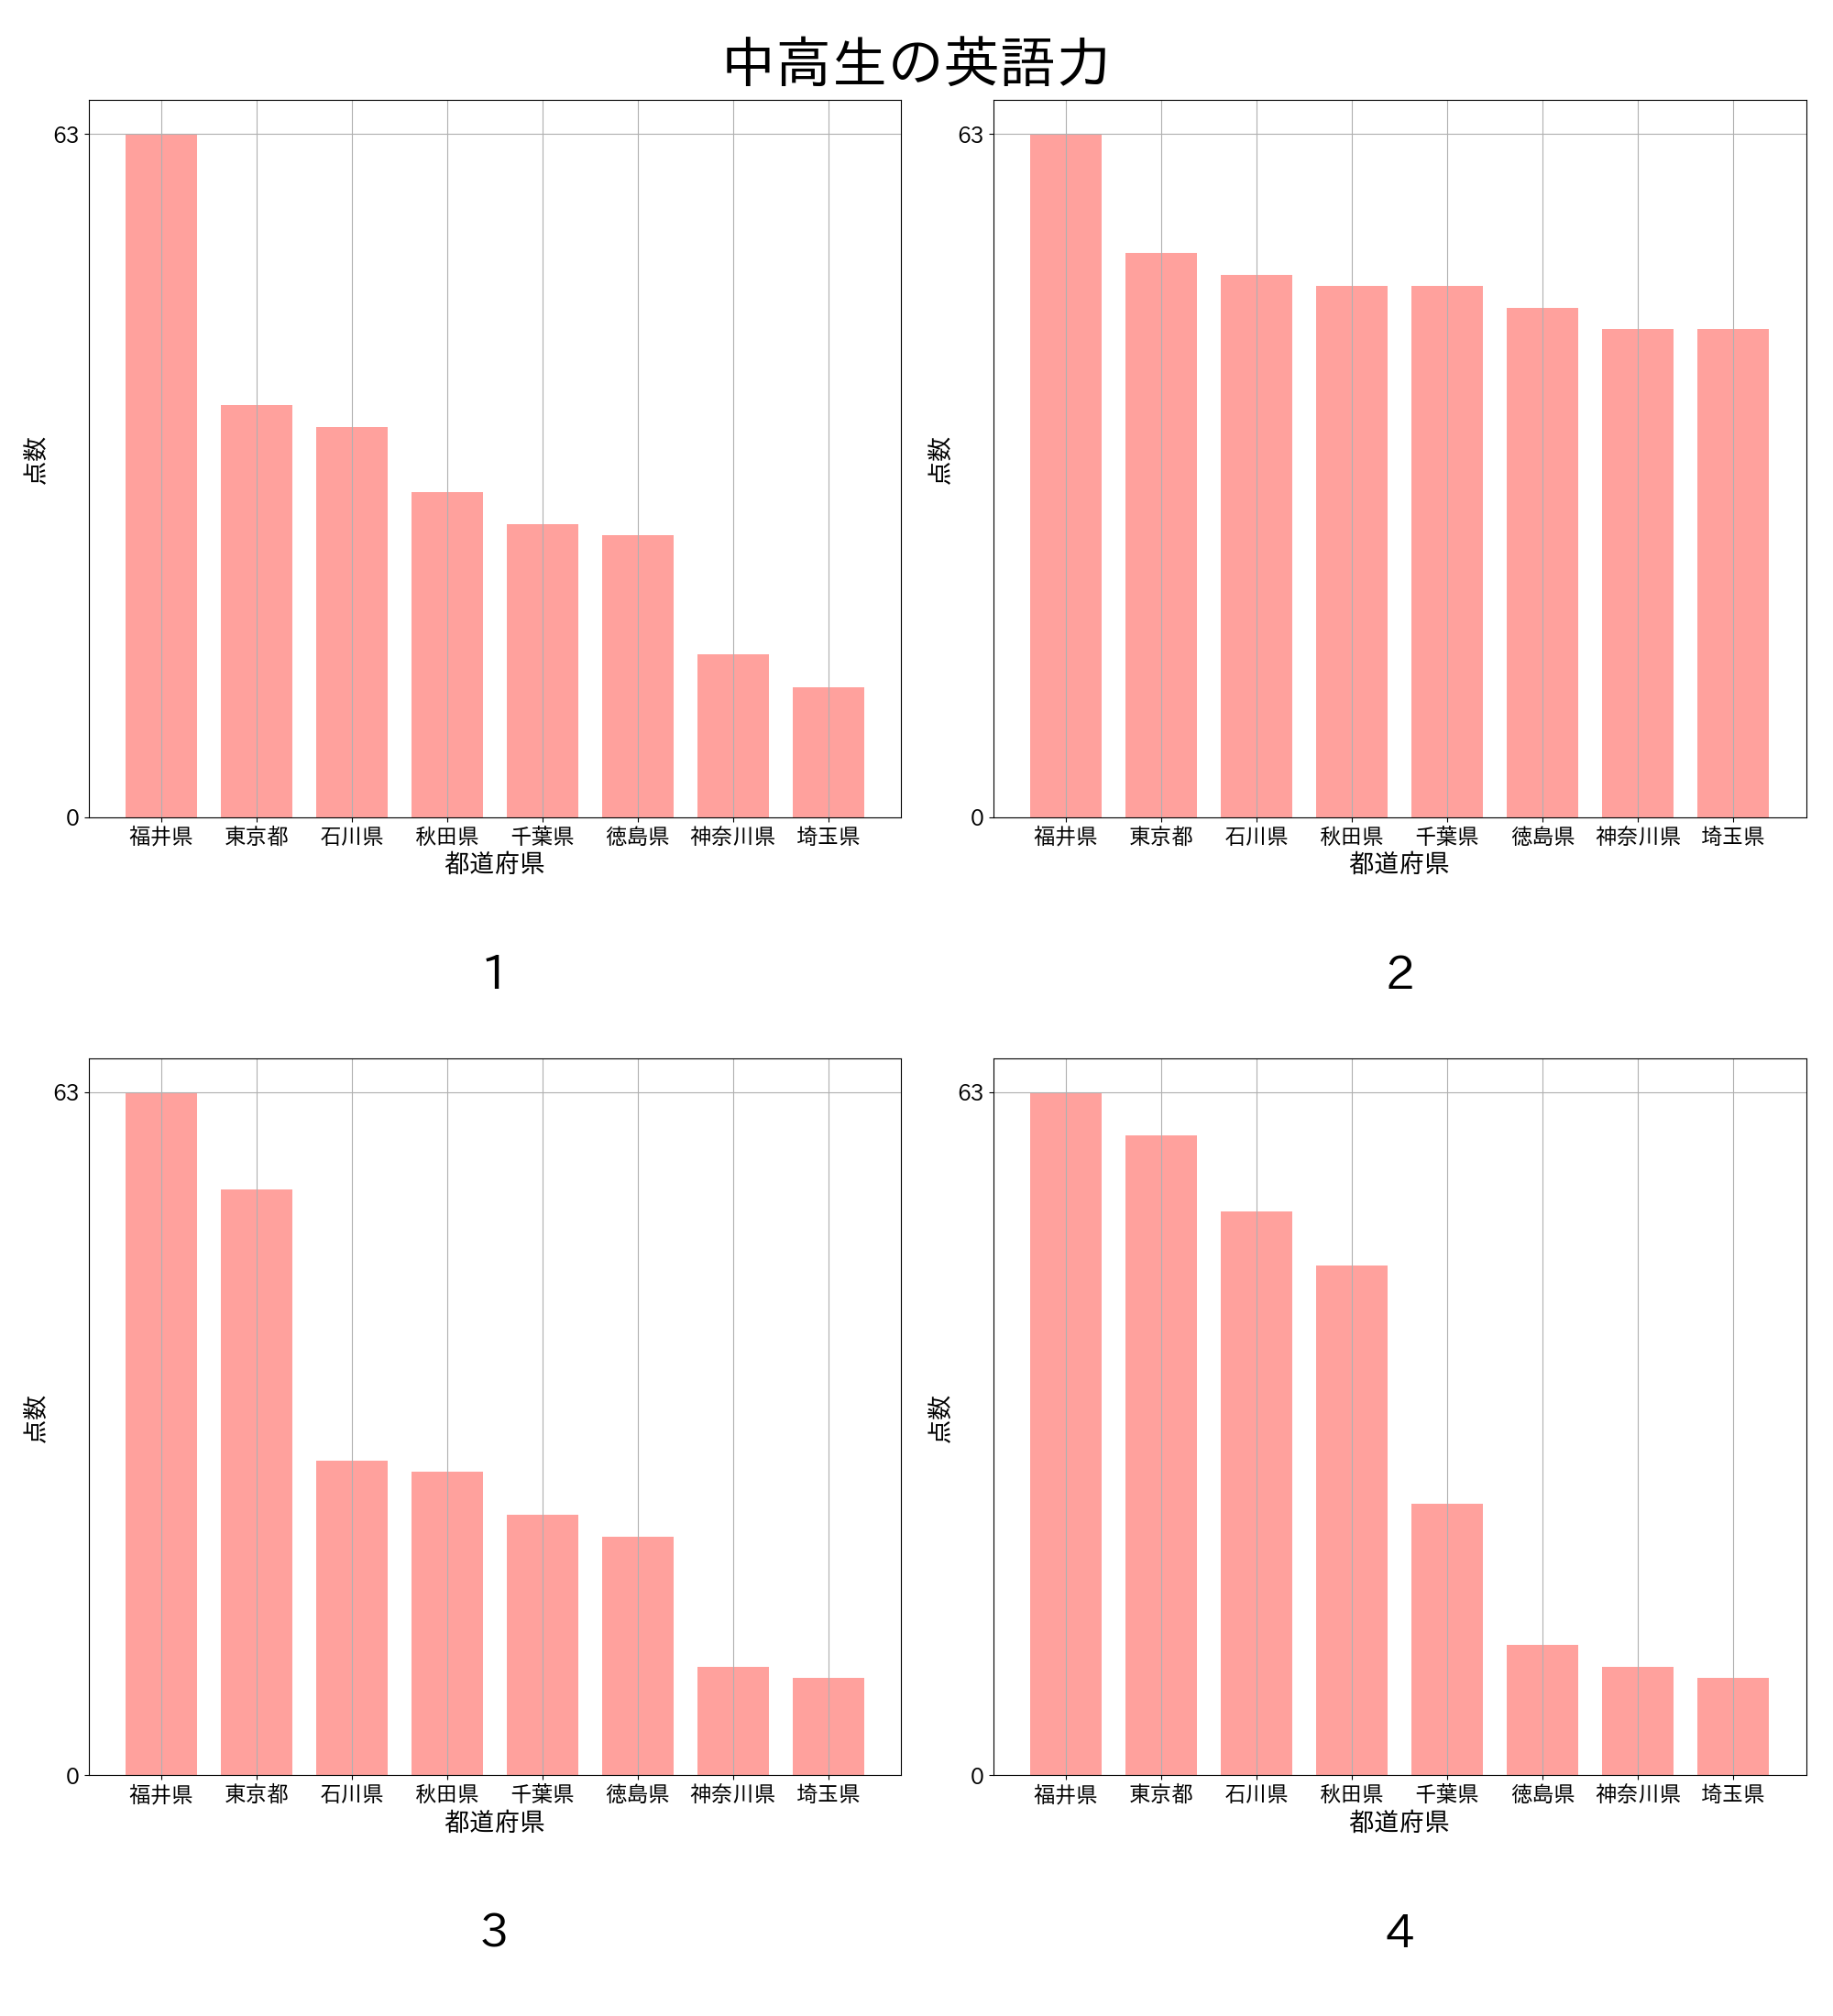 中高生の英語力
63
点数
0
福井県 東京都 石川県 秋田県 千葉県 徳島県 神奈川県 埼玉県
都道府県
1
63
点数
0
福井県 東京都 石川県 秋田県 千葉県 徳島県 神奈川県 埼玉県
都道府県
2
63
点数
0
福井県 東京都 石川県 秋田県 千葉県 徳島県 神奈川県 埼玉県
都道府県
3
63
点数
0
福井県 東京都 石川県 秋田県 千葉県 徳島県 神奈川県 埼玉県
都道府県
4